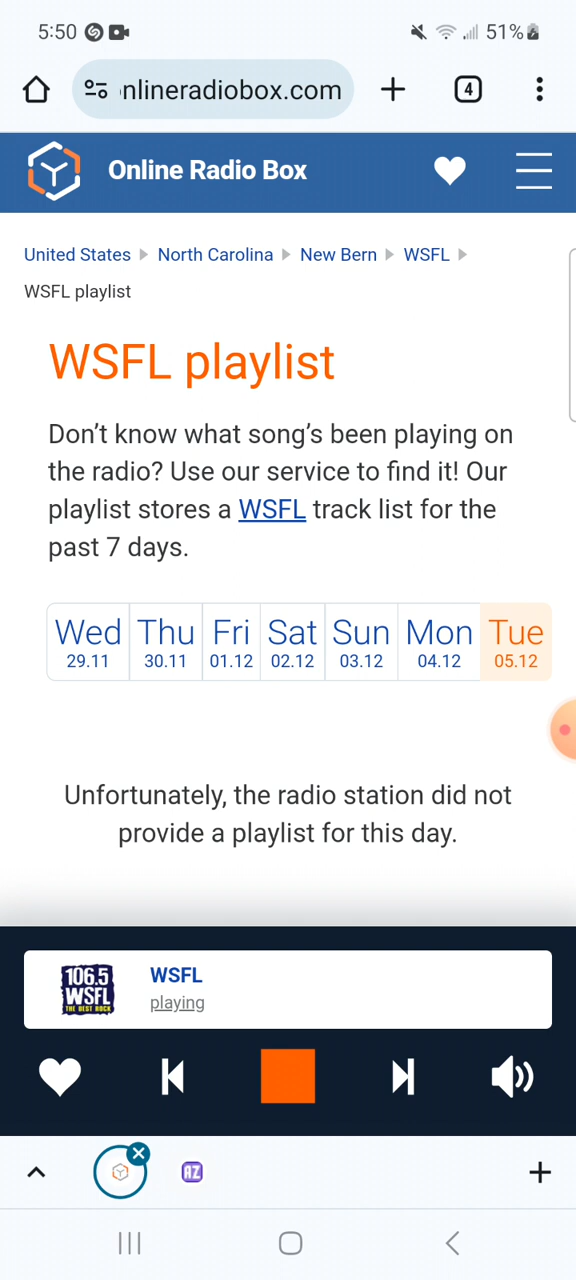 5:50
51%
nlineradiobox.com
4
Online Radio Box
United States North Carolina New Bern WSFL
WSFL playlist
WSFL playlist
Don't know what song's been playing on
the radio? Use our service to find it! Our
playlist stores a WSFL track list for the
past 7 days.
Wed Thu Fri Sat Sun Mon Tue
29.11 30.11 01.12 02.12 03.12 04.12 05.12
Unfortunately, the radio station did not
provide a playlist for this day.
106.5
WSFL
THE BEST ROCK
WSFL
playing
AZ